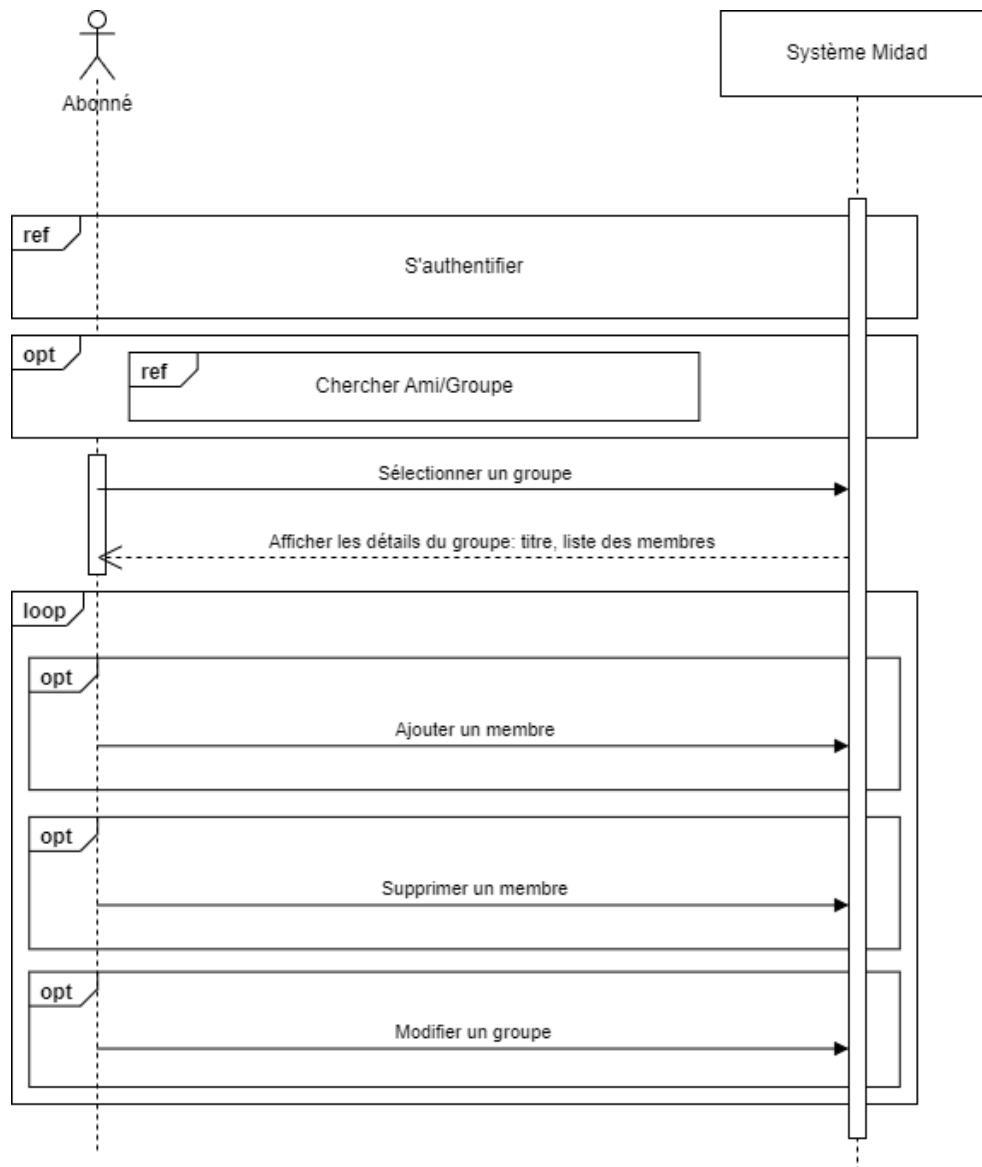 Abonné
Système Midad
ref
S'authentifier
opt
ref
Chercher Ami/Groupe
Sélectionner un groupe
Afficher les détails du groupe: titre, liste des membres
loop
opt
Ajouter un membre
opt
Supprimer un membre
opt
Modifier un groupe